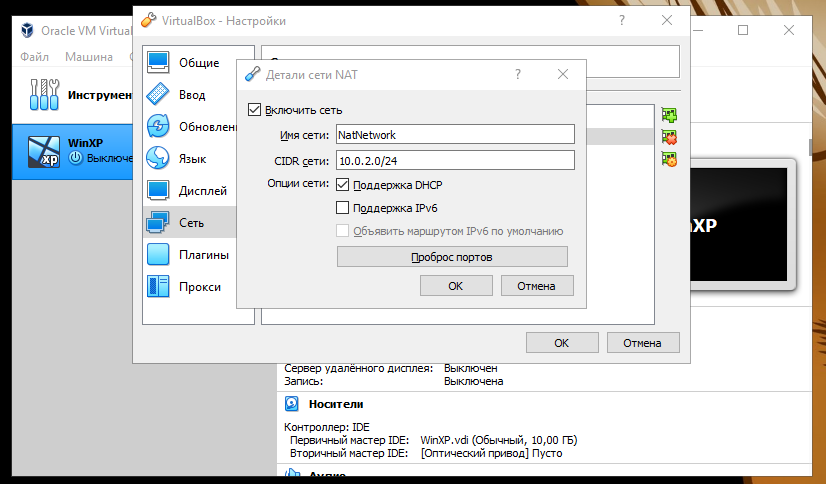 Oracle VM Virtual
VirtualBox - Настройки
Файл
Машина
Инструмен
WinXP
Выключе
xp
Общие
Ввод
Обновлен
Язык
Дисплей
Сеть
Плагины
Прокси
Детали сети NAT
Включить сеть
Имя сети: NatNetwork
CIDR сети: 10.0.2.0/24
Опции сети: Поддержка DHCP
Поддержка IPv6
Объявить маршрутом IPv6 по умолчанию
Проброс портов
OK
Отмена
OK
Отмена
nXP
Сервер удалённого дисплея: Выключен
Запись: Выключена
Носители
Контроллер: IDE
Первичный мастер IDE: WinXP.vdi (Обычный, 10,00 ГБ)
Вторичный мастер IDE: [Оптический привод] Пусто
Аудио